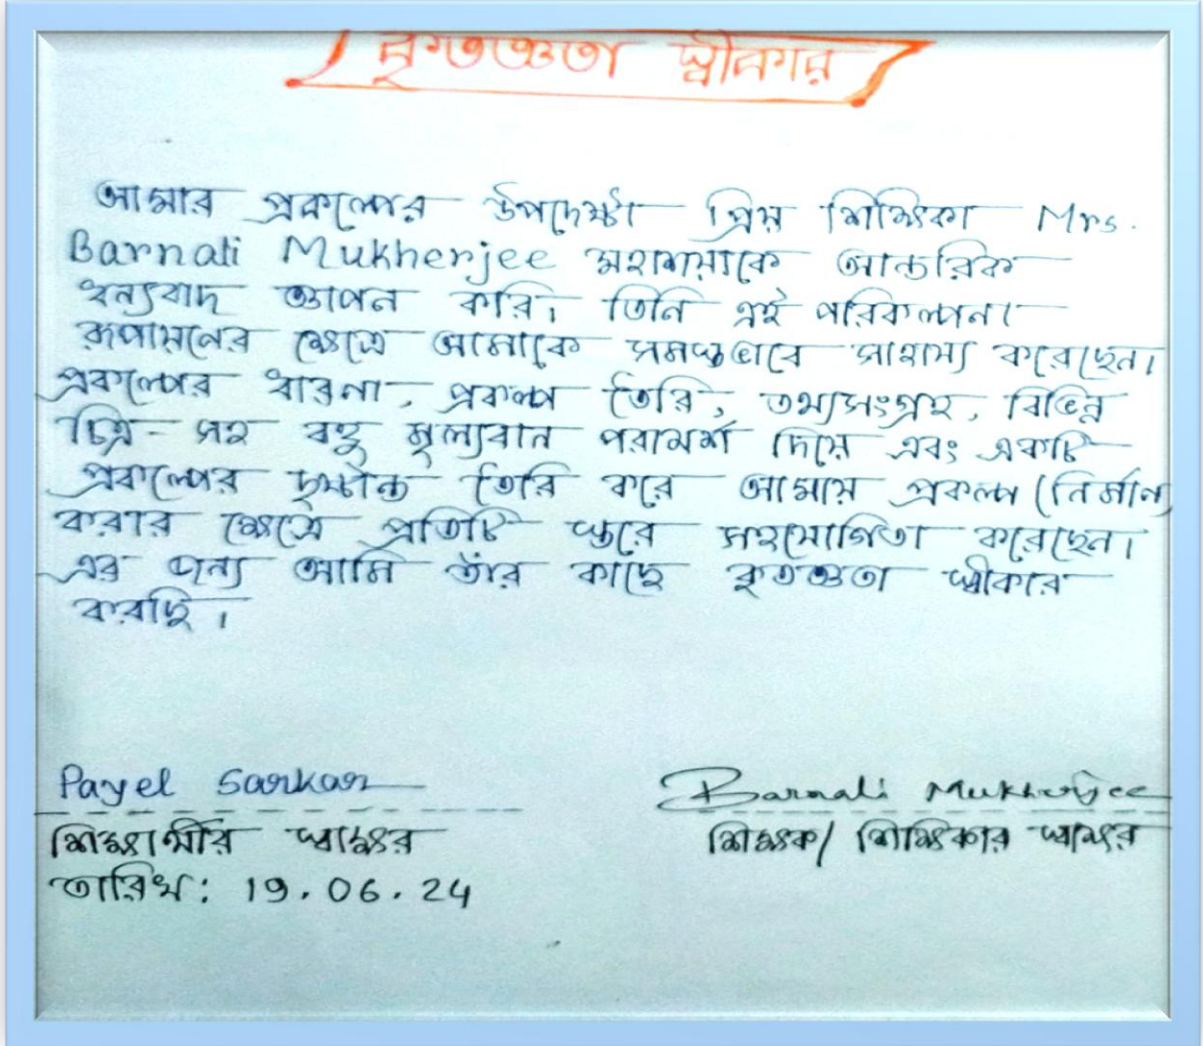 কৃতজ্ঞতা স্বীকার
আমার প্রকল্পের উপদেষ্টা প্রিয় শিক্ষিকা Mrs.
Barnali Mukherjee মহাশয়াকে আন্তরিক
ধন্যবাদ জ্ঞাপন করি, তিনি এই পরিকল্পনা
রূপায়নের ক্ষেত্রে আমাকে সমস্তভাবে সাহায্য করেছেন।
প্রকল্পের ধারনা, প্রকল্প তৈরি, তথ্যসংগ্রহ, বিভিন্ন
চিত্র-সহ বহু মূল্যবান পরামর্শ দিয়ে এবং একটি
প্রকল্পের দৃষ্টান্ত তৈরি করে আমায় প্রকল্প (নির্মান)
করার ক্ষেত্রে প্রতিটি স্তরে সহযোগিতা করেছেন।
এর জন্য আমি তাঁর কাছে কৃতজ্ঞতা স্বীকার
করছি।
Payel Sarkar Barnali Mukherjee
শিক্ষার্থীর স্বাক্ষর শিক্ষক/ শিক্ষিকার স্বাক্ষর
তারিখ: 19.06.24